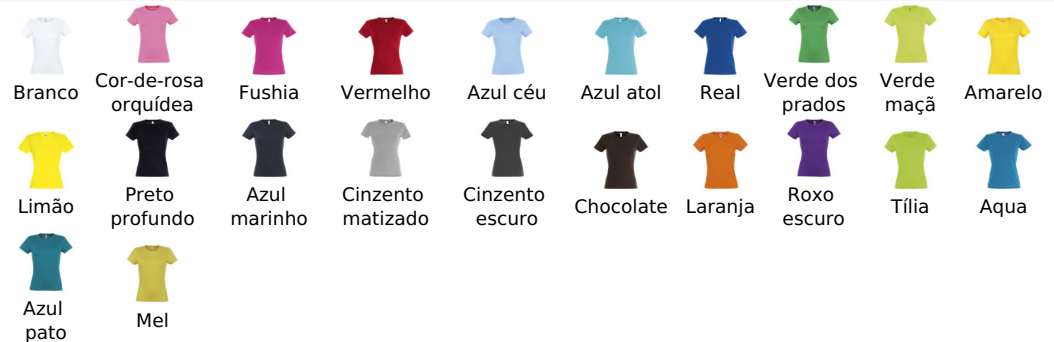 Branco
Cor-de-rosa
orquídea
Fushia
Vermelho
Azul céu
Azul atol
Real
Verde dos
prados
Verde
maçã
Amarelo
Limão
Preto
profundo
Azul
marinho
Cinzento
matizado
Cinzento
escuro
Chocolate
Laranja
Roxo
escuro
Tília
Aqua
Azul
pato
Mel